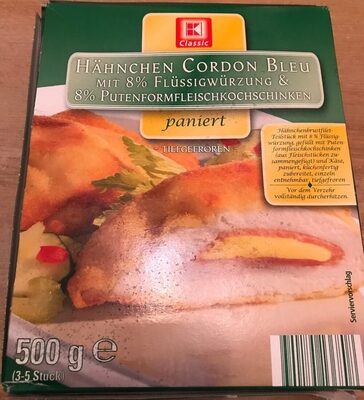 K
Classic
HÄHNCHEN CORDON BLEU
MIT 8% FLÜSSIGWÜRZUNG &
8% PUTENFORMFLEISCHKOCHSCHINKEN
paniert
- TIEFGEFROREN -
Hähnchenbrustfilet-
Teilstück mit 8% Flüssig-
würzung, gefüllt mit Puten
formfleischkochschinken
(aus Fleischstücken zu-
sammengefügt) und Käse,
paniert, küchenfertig
zubereitet, einzeln
entnehmbar, tiefgefroren
Vor dem Verzehr
vollständig durcherhitzen.
Serviervorschlag
500 g ℮
(3-5 Stück)